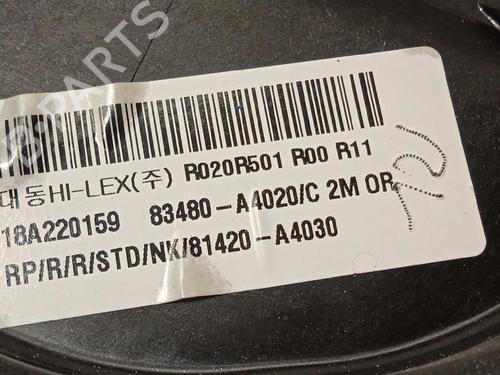 B-PARTS
대동HI-LEX(주) R020R501 R00 R11
18A220159 83480-A4020/C 2M OR
RP/R/R/STD/NK/81420-A4030